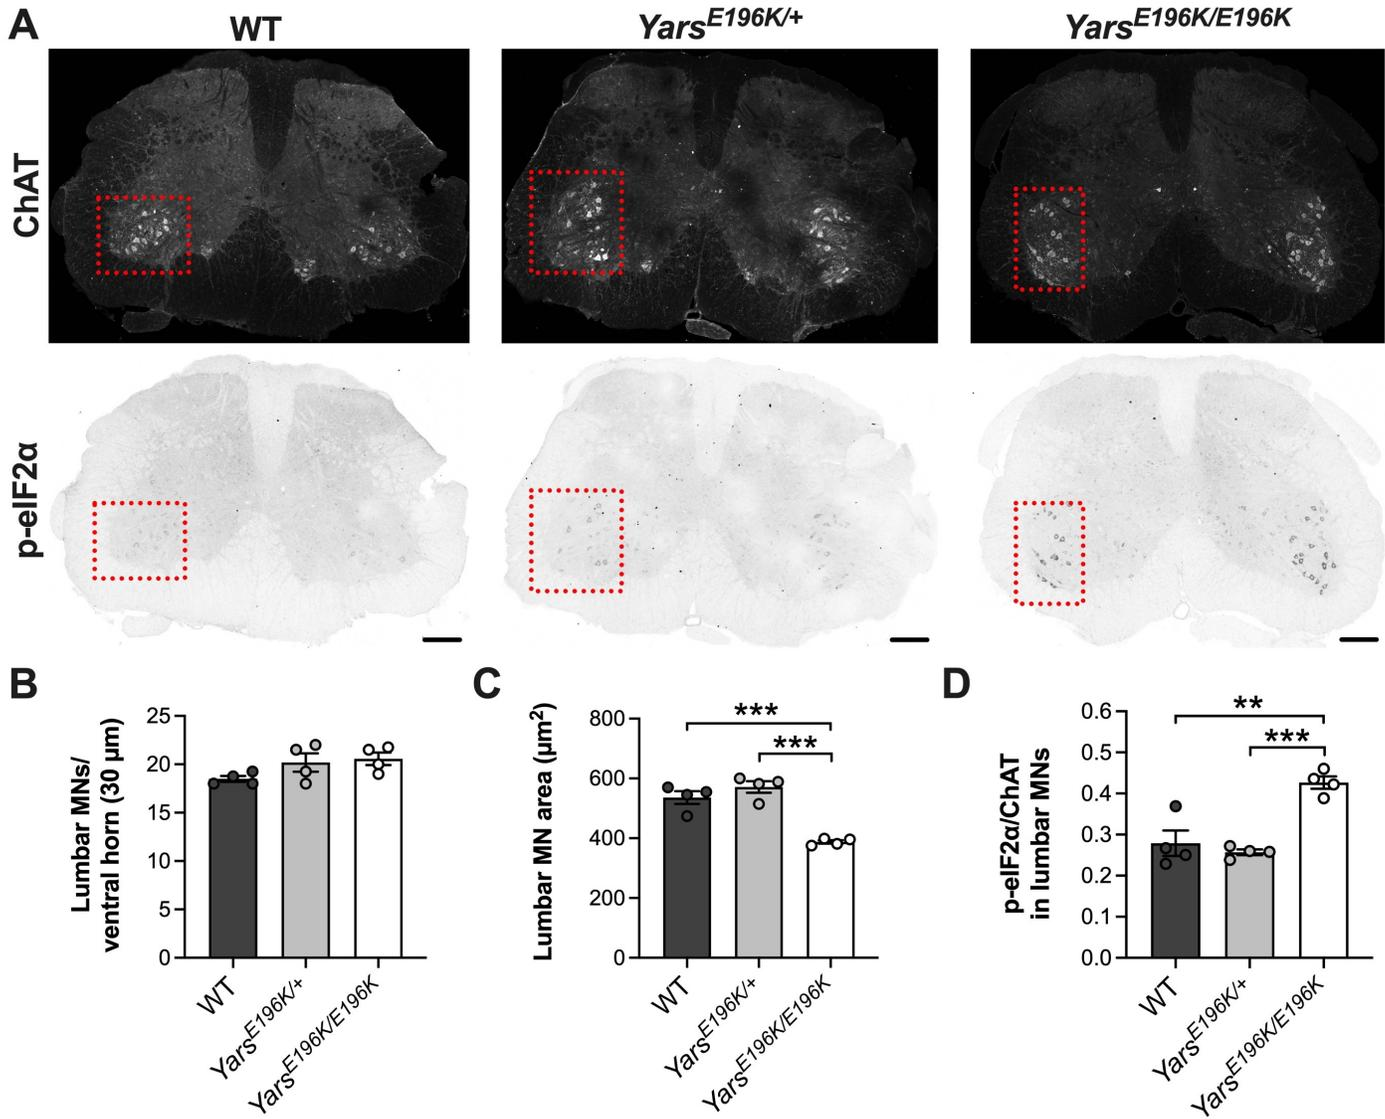 A
WT
Yars^E196K/+
Yars^E196K/E196K
ChAT
p-eIF2α
B
Lumbar MNs/
ventral horn (30 µm)
25
20
15
10
5
0
WT
Yars^E196K/+
Yars^E196K/E196K
C
Lumbar MN area (µm²)
800
600
400
200
0
***
***
WT
Yars^E196K/+
Yars^E196K/E196K
D
p-eIF2α/ChAT
in lumbar MNs
0.6
0.5
0.4
0.3
0.2
0.1
0.0
**
***
WT
Yars^E196K/+
Yars^E196K/E196K